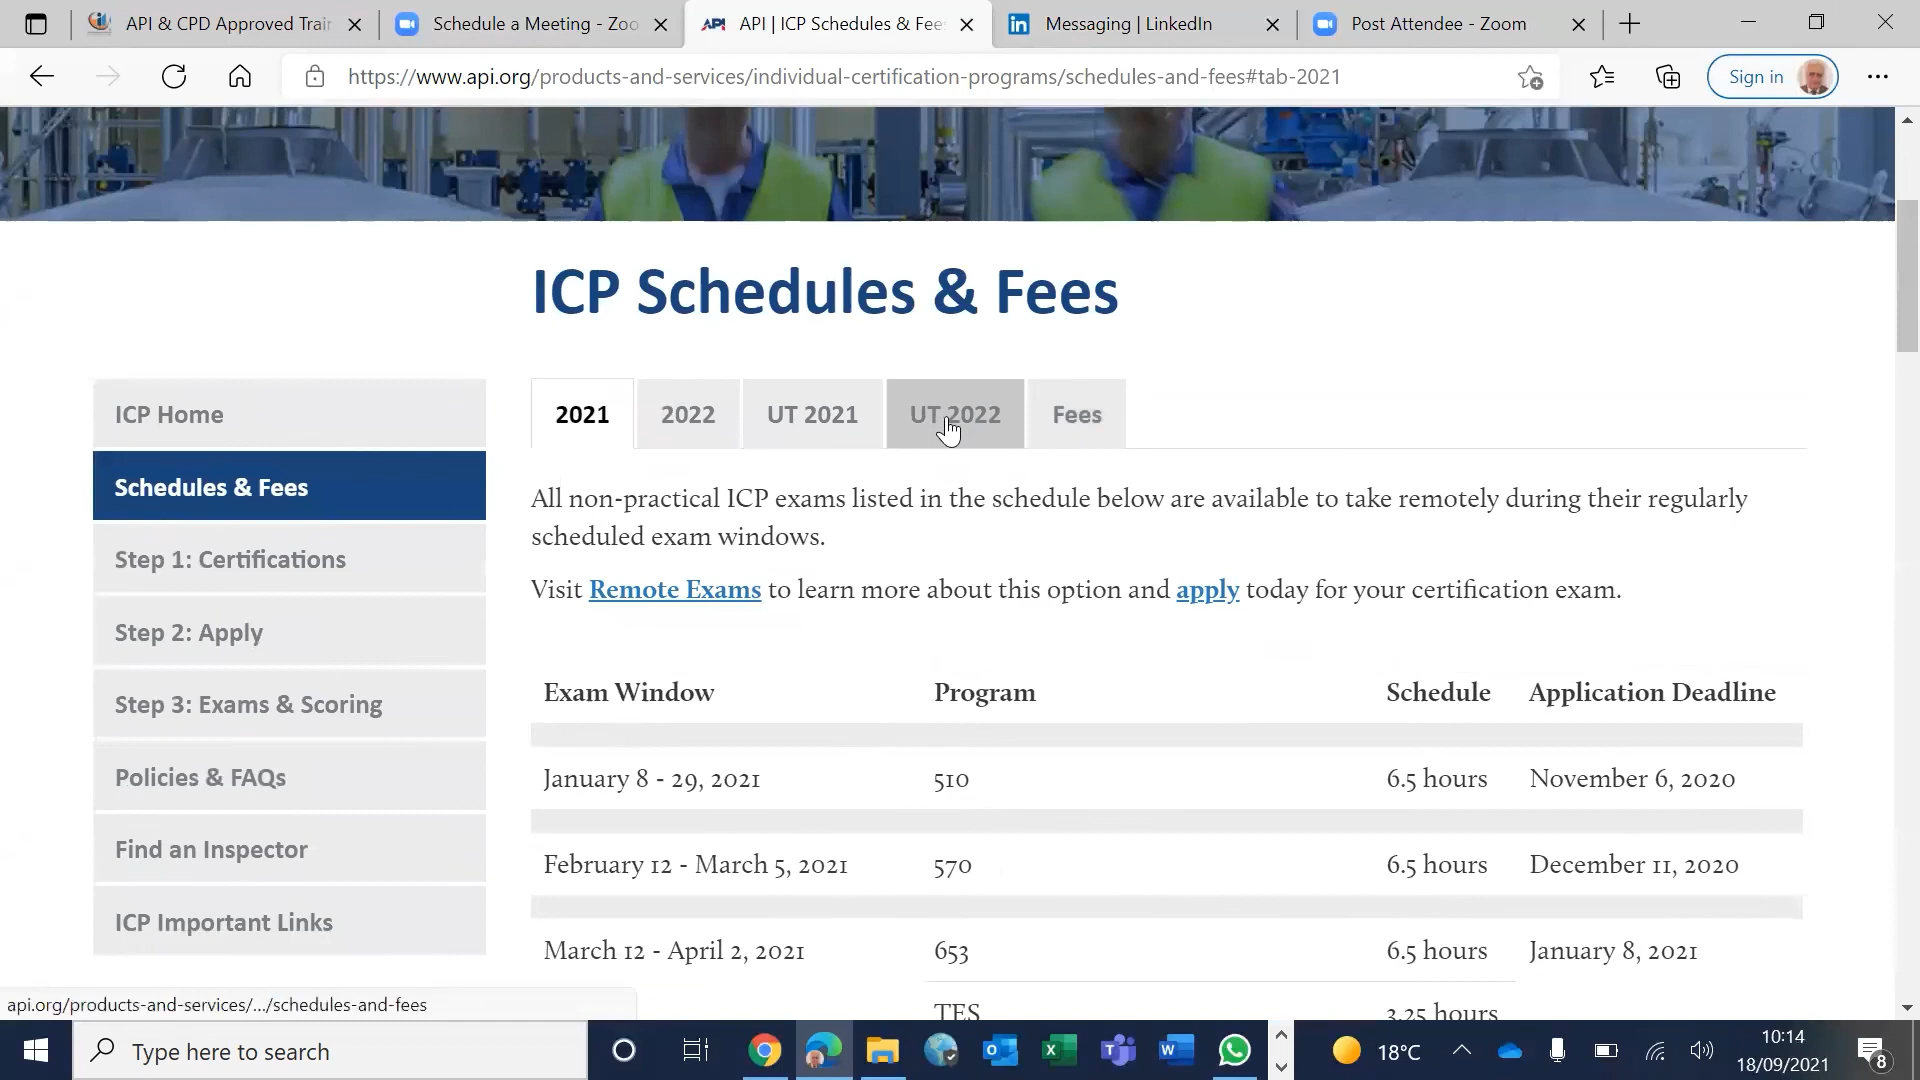 API & CPD Approved Trai
Schedule a Meeting - Zoo
API | ICP Schedules & Fee
Messaging | LinkedIn
Post Attendee - Zoom
https://www.api.org/products-and-services/individual-certification-programs/schedules-and-fees#tab-2021
Sign in
ICP Schedules & Fees
ICP Home
Schedules & Fees
Step 1: Certifications
Step 2: Apply
Step 3: Exams & Scoring
Policies & FAQs
Find an Inspector
ICP Important Links
2021 2022 UT 2021 UT 2022 Fees
All non-practical ICP exams listed in the schedule below are available to take remotely during their regularly
scheduled exam windows.
Visit Remote Exams to learn more about this option and apply today for your certification exam.
Exam Window Program Schedule Application Deadline
January 8 - 29, 2021 510 6.5 hours November 6, 2020
February 12 - March 5, 2021 570 6.5 hours December 11, 2020
March 12 - April 2, 2021 653 6.5 hours January 8, 2021
TES 3.25 hours
api.org/products-and-services/.../schedules-and-fees
Type here to search
18°C
10:14
18/09/2021
8